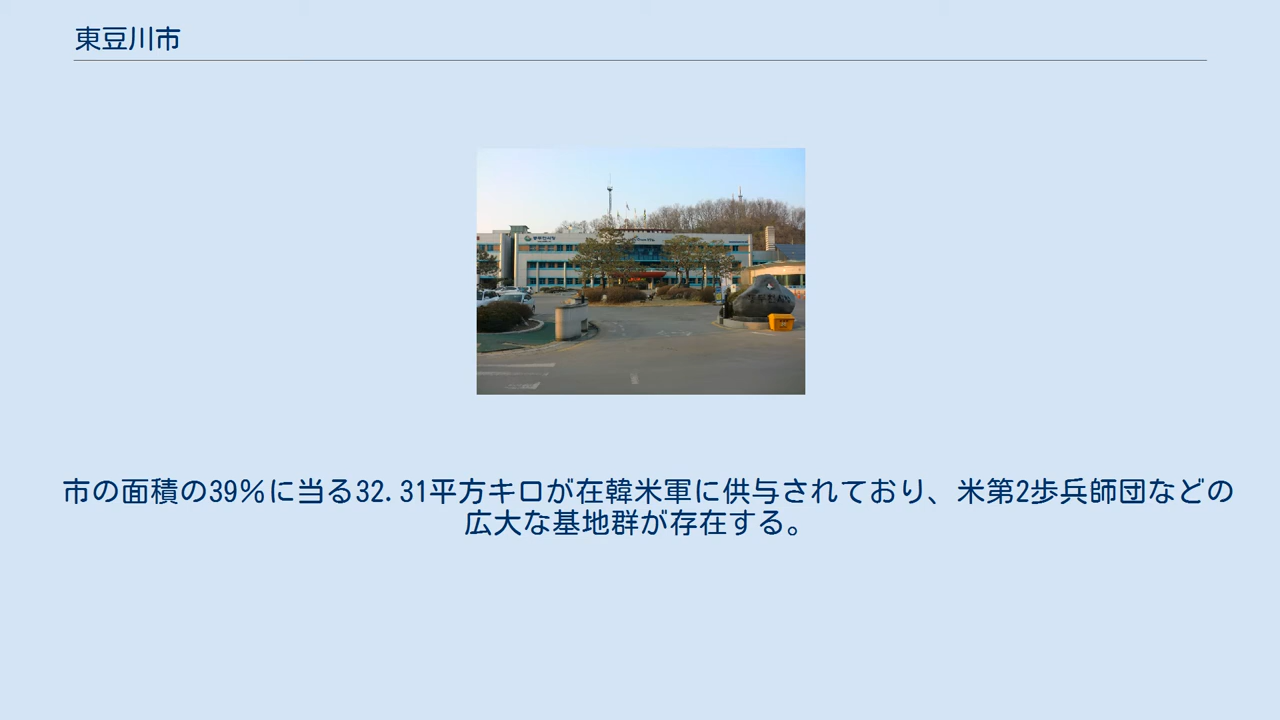 東豆川市
市の面積の39％に当る32.31平方キロが在韓米軍に供与されており、米第2歩兵師団などの
広大な基地群が存在する。